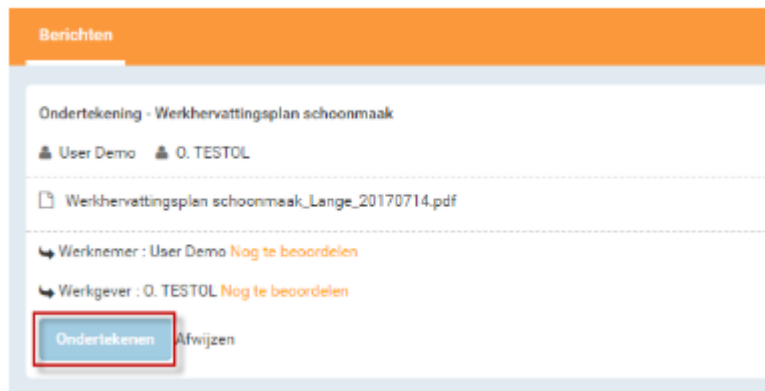 Berichten
Ondertekening - Werkhervattingsplan schoonmaak
User Demo O. TESTOL
Werkhervattingsplan schoonmaak_Lange_20170714.pdf
Werknemer : User Demo Nog te beoordelen
Werkgever : O. TESTOL Nog te beoordelen
Ondertekenen Afwijzen